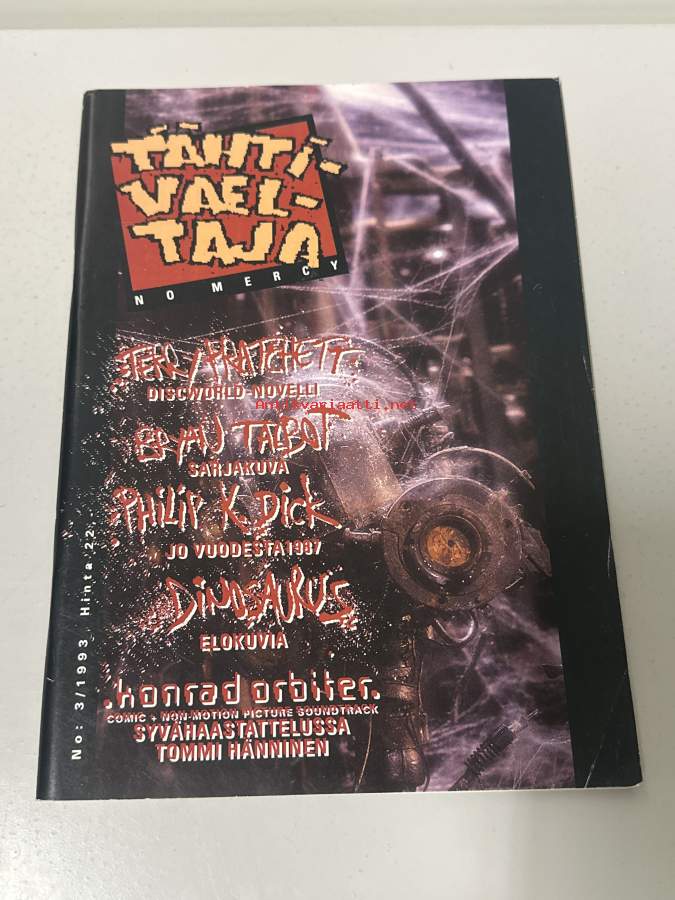 TÄHTI-
VAEL-
TAJA
NO MERCY
TERRY PRATCHETT
DISCWORLD-NOVELLI
Antikvariaatti.net
BRYAN TALBOT
SARJAKUVA
PHILIP K DICK
JO VUODESTA 1987
DINOSAURUS
ELOKUVIA
.konrad orbiter.
COMIC + NON-MOTION PICTURE SOUNDTRACK
SYVÄHAASTATTELUSSA
TOMMI HÄNNINEN
No: 3/1993 Hinta 22,